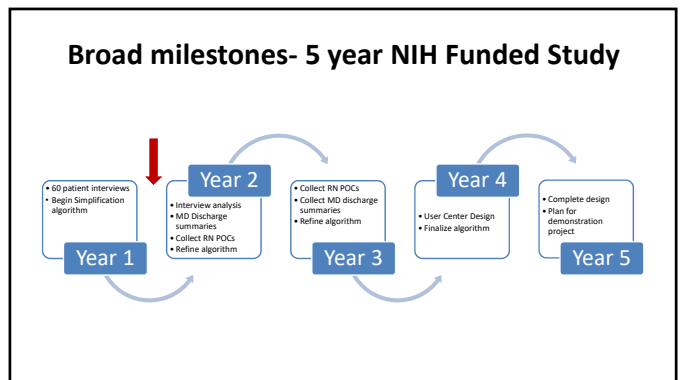 Broad milestones- 5 year NIH Funded Study
• 60 patient interviews
• Begin Simplification
algorithm
Year 1
Year 2
• Interview analysis
• MD Discharge
summaries
• Collect RN POCs
• Refine algorithm
• Collect RN POCs
• Collect MD discharge
summaries
• Refine algorithm
Year 3
Year 4
• User Center Design
• Finalize algorithm
• Complete design
• Plan for
demonstration
project
Year 5